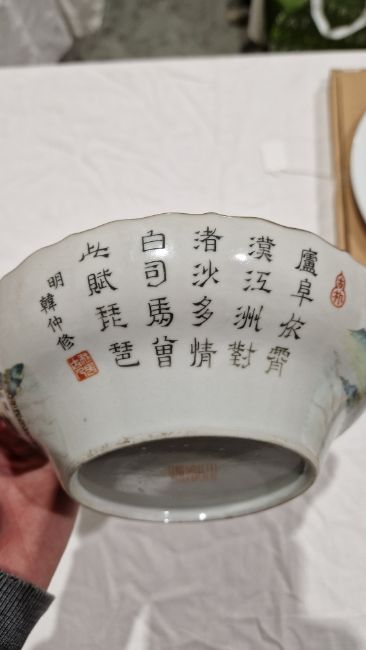 廬阜依霄
漢江洲對
渚沙多情
白司馬曾
此賦琵琶
明韓仲修